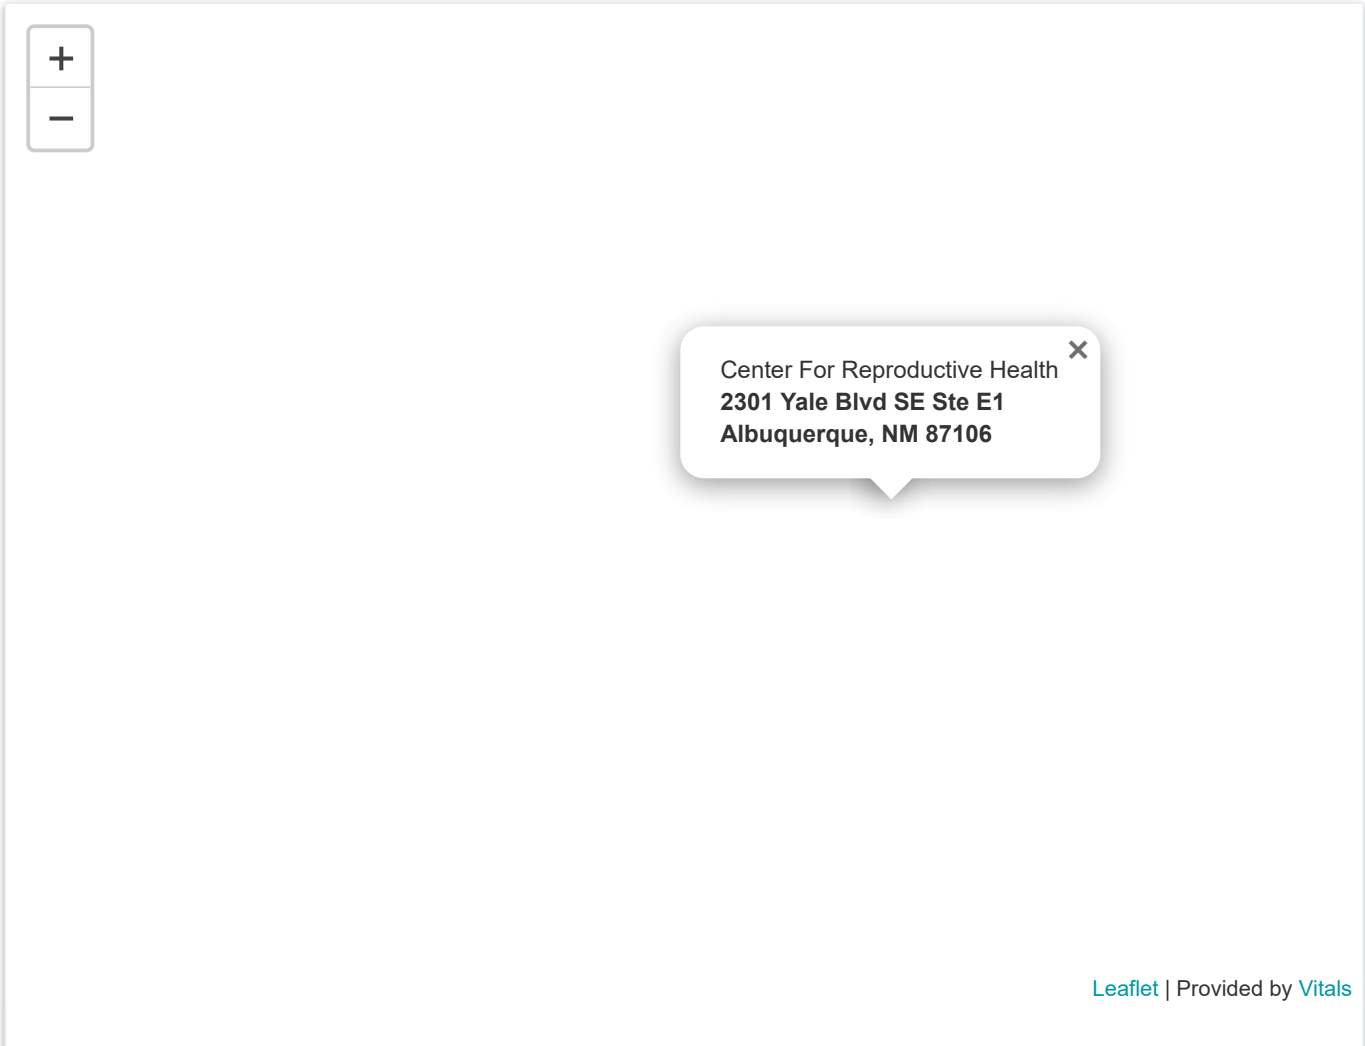 +
−
Center For Reproductive Health ×
2301 Yale Blvd SE Ste E1
Albuquerque, NM 87106
Leaflet | Provided by Vitals